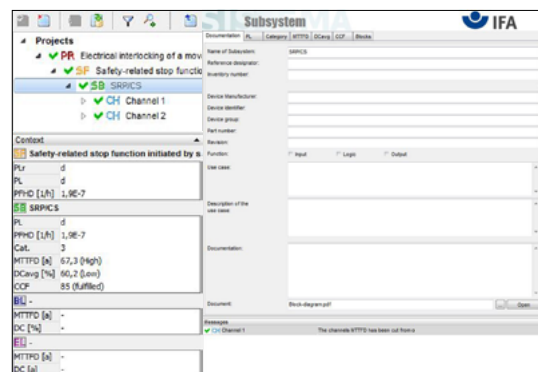 SISTEMA
Subsystem
IFA
Projects
PR Electrical interlocking of a mov
SF Safety-related stop functio
SB SRP/CS
CH Channel 1
CH Channel 2
Context
SF Safety-related stop function initiated by s
PLr d
PL d
PFHD [1/h] 1,9E-7
SB SRP/CS
PL d
PFHD [1/h] 1,9E-7
Cat. 3
MTTFD [a] 67,3 (High)
DCavg [%] 60,2 (Low)
CCF 85 (fulfilled)
BL -
MTTFD [a] -
DC [%] -
EL -
MTTFD [a] -
DC [a] -
Documentation PL Category MTTFD DCavg CCF Blocks
Name of Subsystem: SRP/CS
Reference designator:
Inventory number:
Device Manufacturer:
Device identifier:
Device group:
Part number:
Revision:
Function: Input Logic Output
Use case:
Description of the
use case:
Documentation:
Document: Block-diagram.pdf ... Open
Messages
CH Channel 1 The channels MTTFD has been cut from a